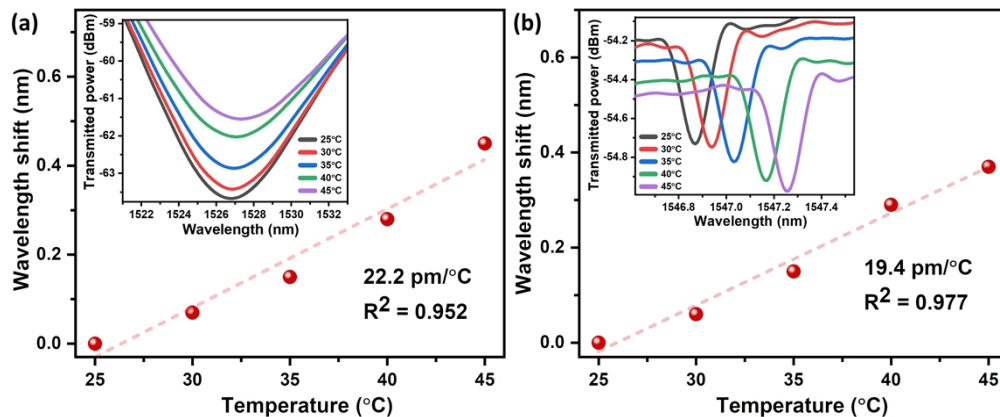 (a)
Wavelength shift (nm)
0.6
0.4
0.2
0.0
25
30
35
40
45
Temperature (°C)
22.2 pm/°C
R² = 0.952
Transmitted power (dBm)
-59
-60
-61
-62
-63
1522
1524
1526
1528
1530
1532
Wavelength (nm)
25°C
30°C
35°C
40°C
45°C
(b)
Wavelength shift (nm)
0.6
0.4
0.2
0.0
25
30
35
40
45
Temperature (°C)
19.4 pm/°C
R² = 0.977
Transmitted power (dBm)
-54.2
-54.4
-54.6
-54.8
1546.8
1547.0
1547.2
1547.4
Wavelength (nm)
25°C
30°C
35°C
40°C
45°C